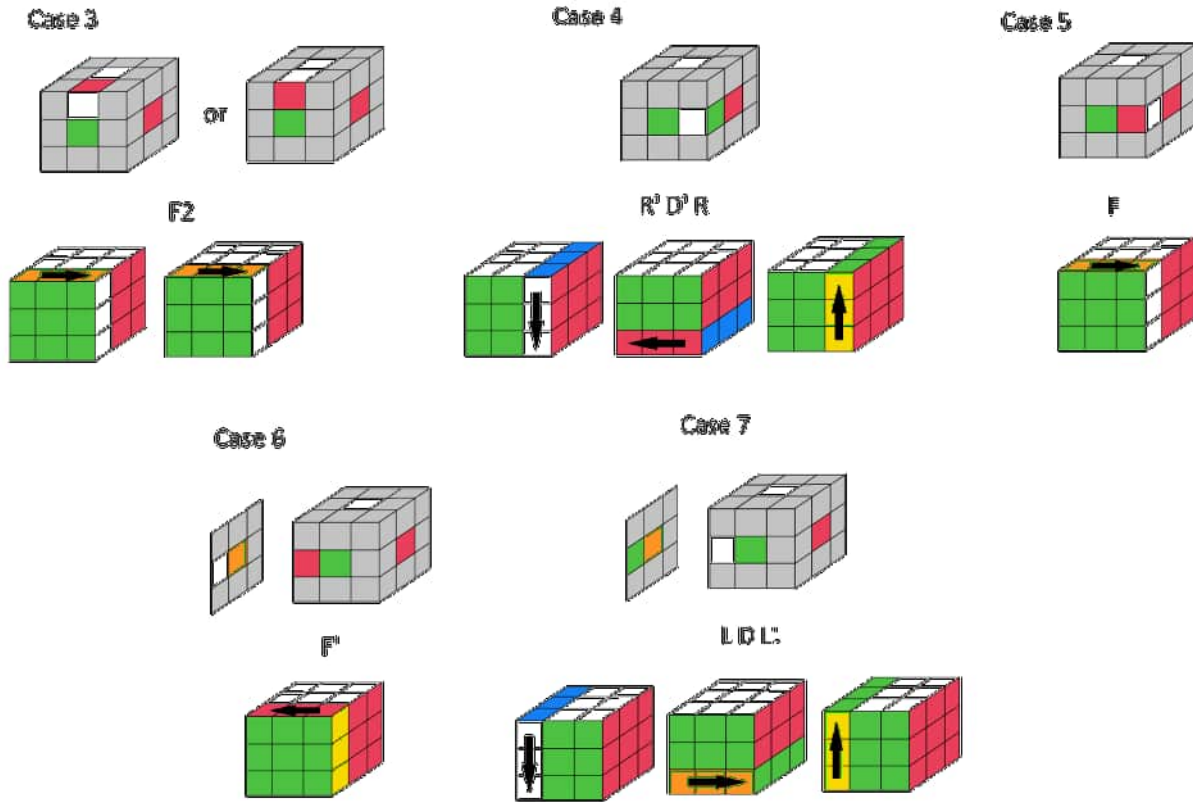 Case 3
Case 4
Case 5
or
F2
R' D' R
F
Case 6
Case 7
F'
L D L'